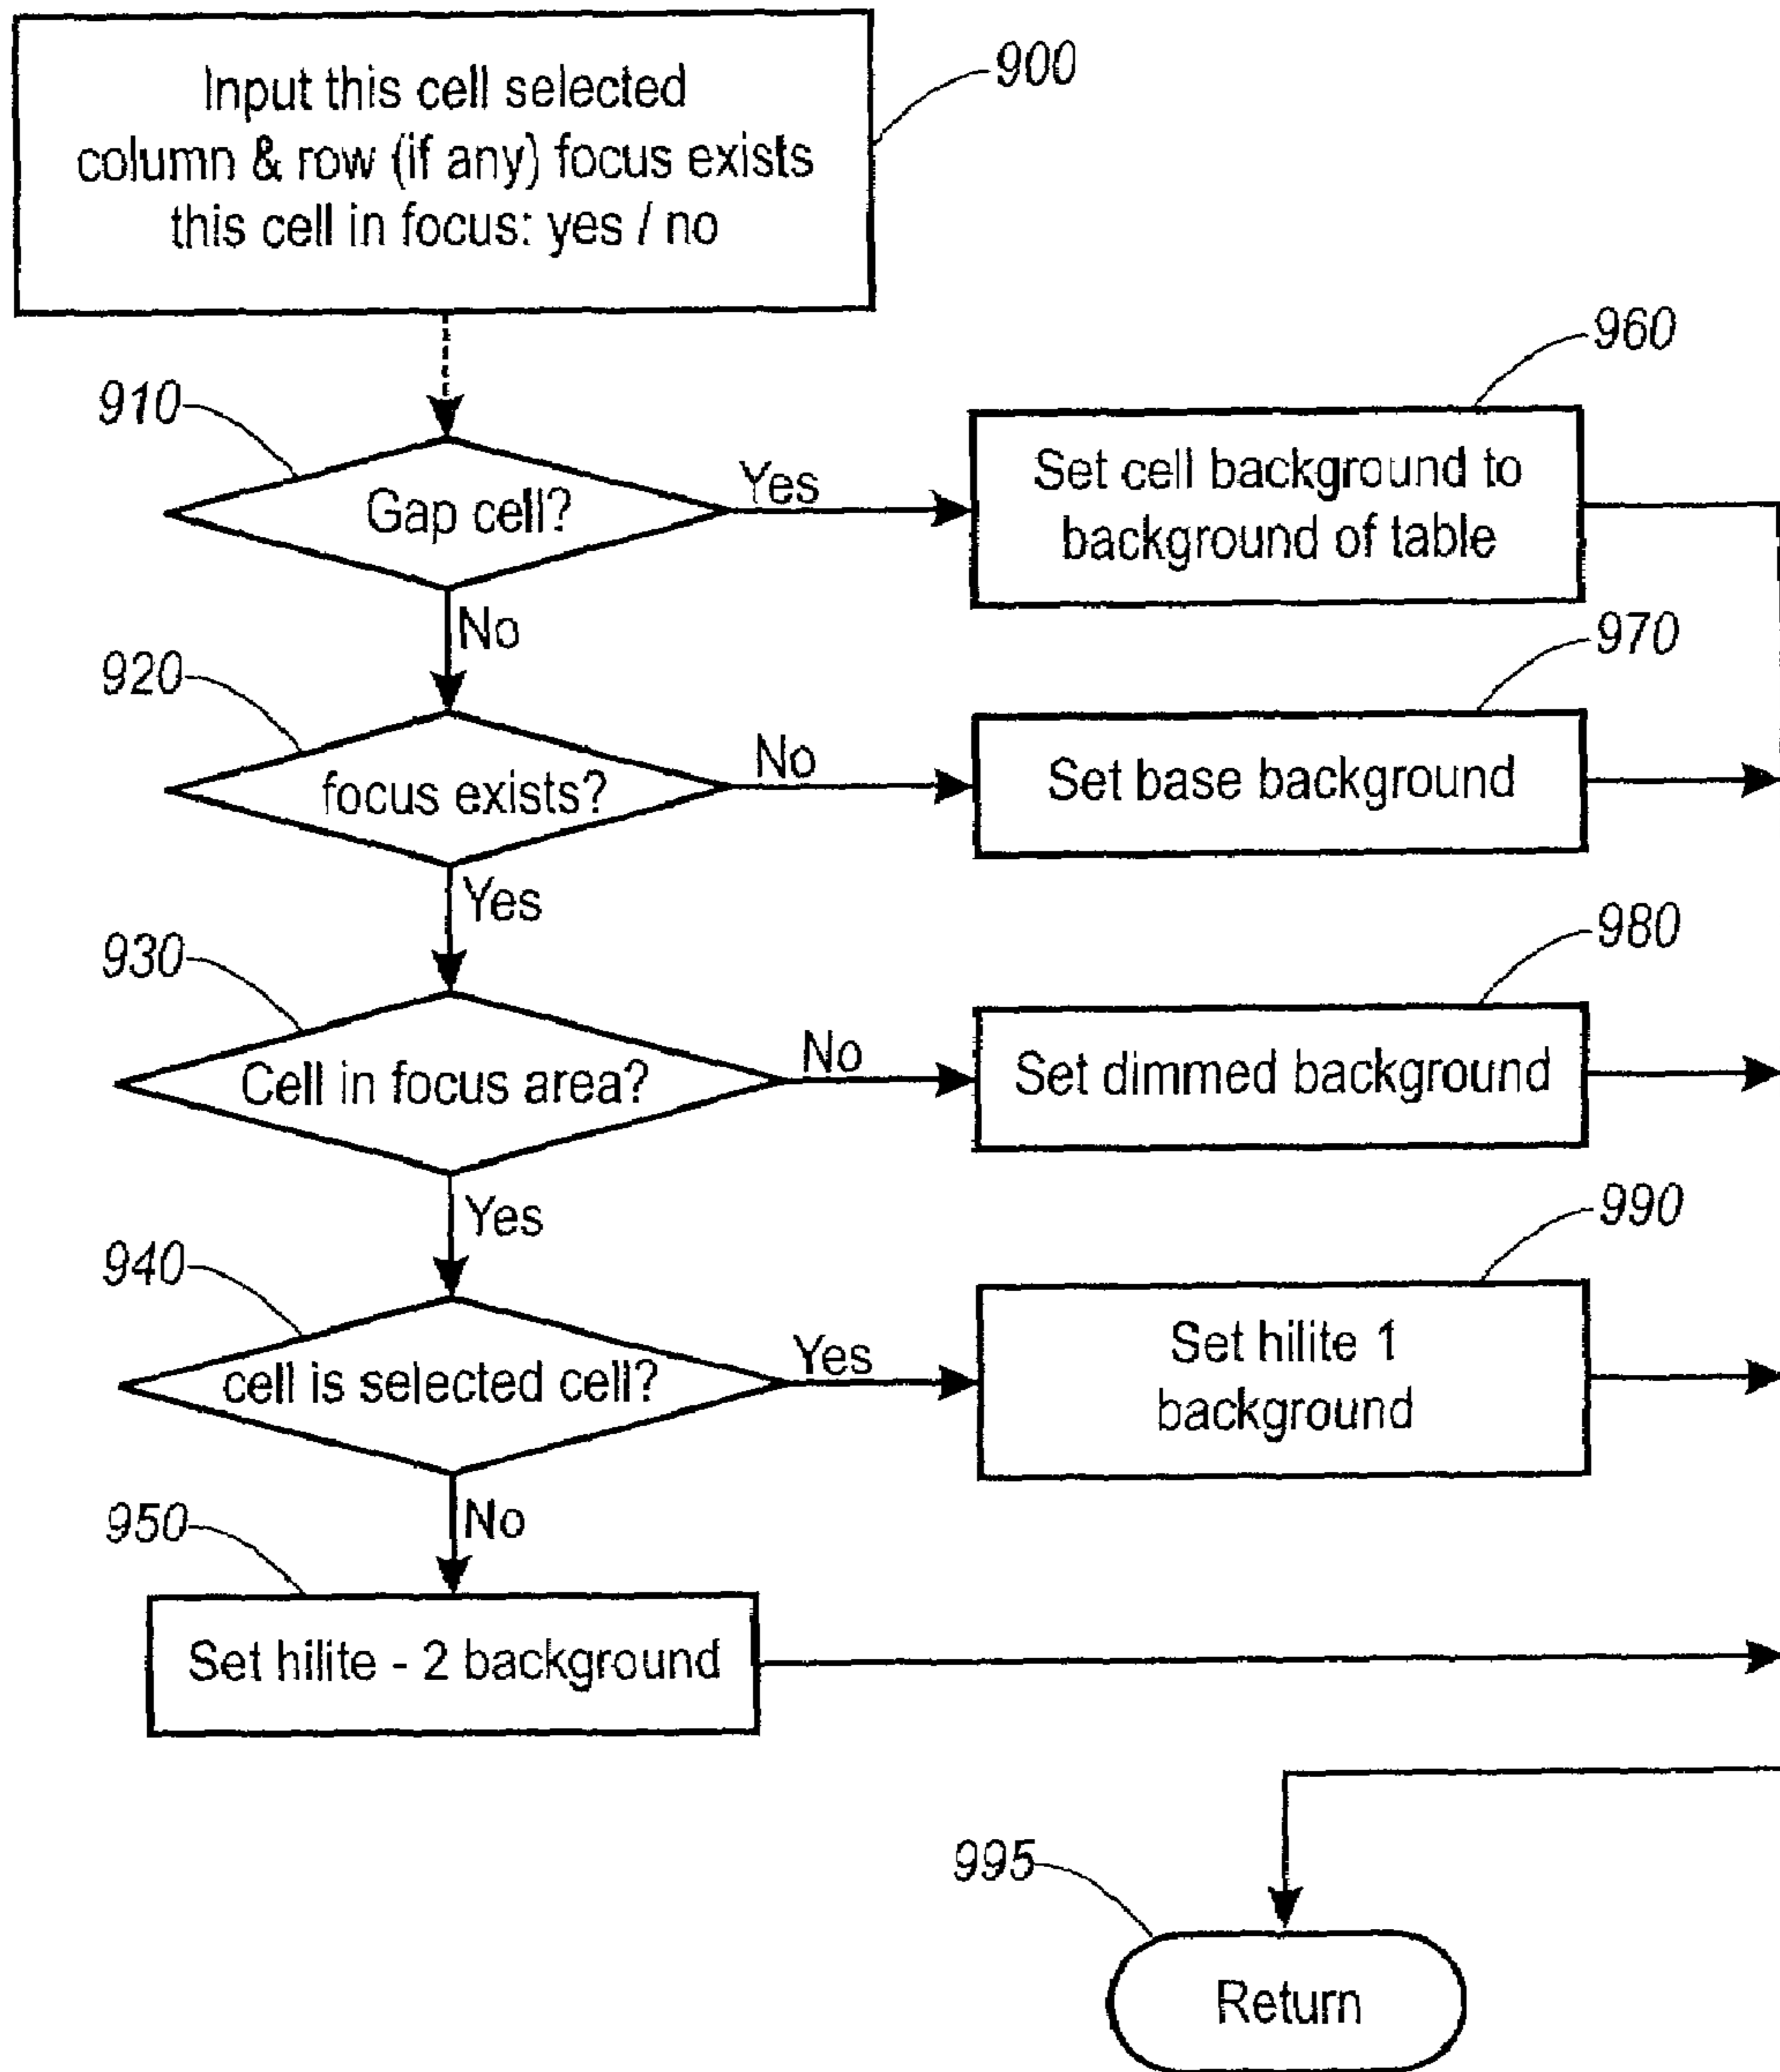 Input this cell selected
column & row (if any) focus exists
this cell in focus: yes / no
900
910
Gap cell?
Yes
960
Set cell background to
background of table
No
920
focus exists?
No
970
Set base background
Yes
930
Cell in focus area?
No
980
Set dimmed background
Yes
940
cell is selected cell?
Yes
990
Set hilite 1
background
No
950
Set hilite - 2 background
995
Return